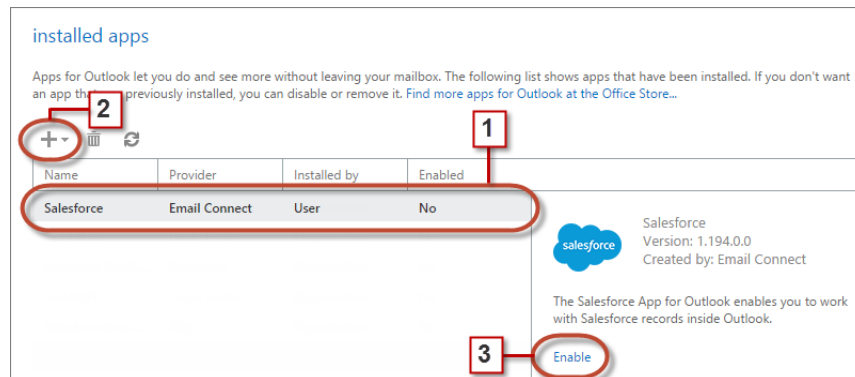 installed apps
Apps for Outlook let you do and see more without leaving your mailbox. The following list shows apps that have been installed. If you don't want
an app previously installed, you can disable or remove it. Find more apps for Outlook at the Office Store...
2
1
Name Provider Installed by Enabled
Salesforce Email Connect User No
salesforce
Salesforce
Version: 1.194.0.0
Created by: Email Connect
The Salesforce App for Outlook enables you to work
with Salesforce records inside Outlook.
3
Enable